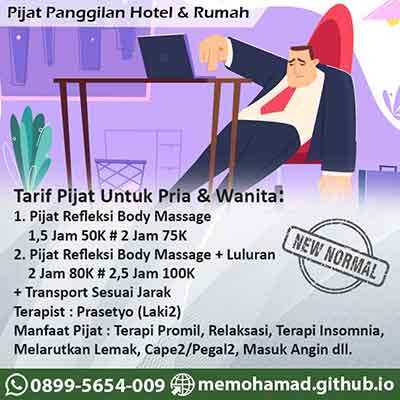 Pijat Panggilan Hotel & Rumah
Tarif Pijat Untuk Pria & Wanita:
1. Pijat Refleksi Body Massage
1,5 Jam 50K # 2 Jam 75K
2. Pijat Refleksi Body Massage + Luluran
2 Jam 80K # 2,5 Jam 100K
+ Transport Sesuai Jarak
Terapist : Prasetyo (Laki2)
Manfaat Pijat : Terapi Promil, Relaksasi, Terapi Insomnia,
Melarutkan Lemak, Cape2/Pegal2, Masuk Angin dll.
NEW NORMAL
0899-5654-009 memohamad.github.io